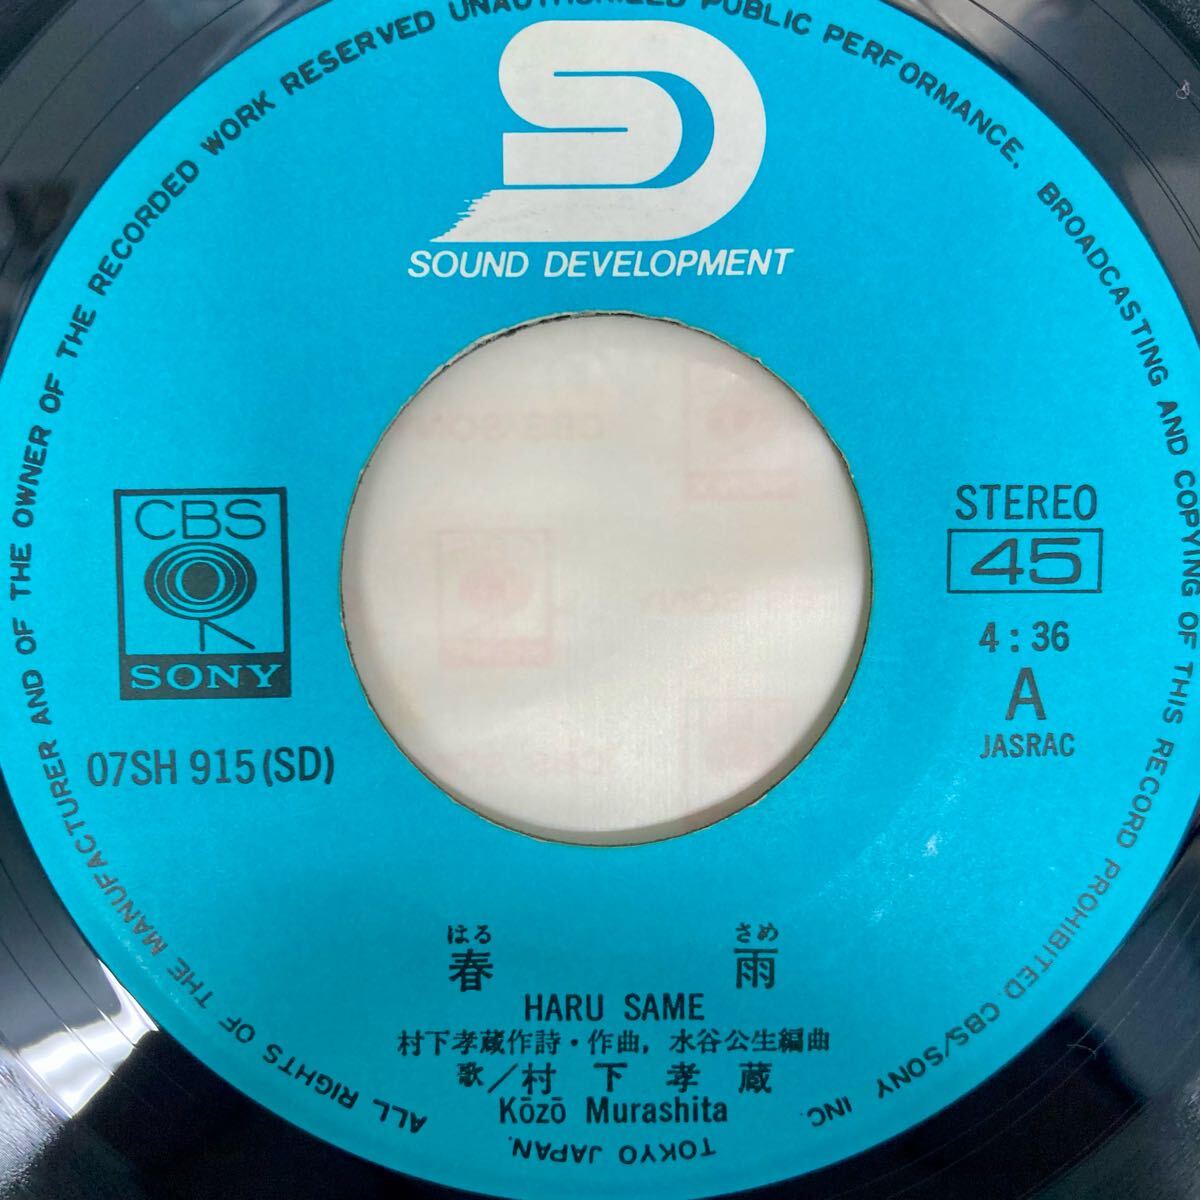 ALL RIGHTS OF THE MANUFACTURER AND OF THE OWNER OF THE RECORDED WORK RESERVED UNAUTHORIZED PUBLIC PERFORMANCE, BROADCASTING AND COPYING OF THIS RECORD PROHIBITED CBS/SONY INC.
TOKYO JAPAN.
SD
SOUND DEVELOPMENT
CBS
SONY
07SH 915(SD)
STEREO
45
4:36
A
JASRAC
はる さめ
春 雨
HARU SAME
村下孝蔵作詩・作曲, 水谷公生編曲
歌／村下孝蔵
Kōzō Murashita